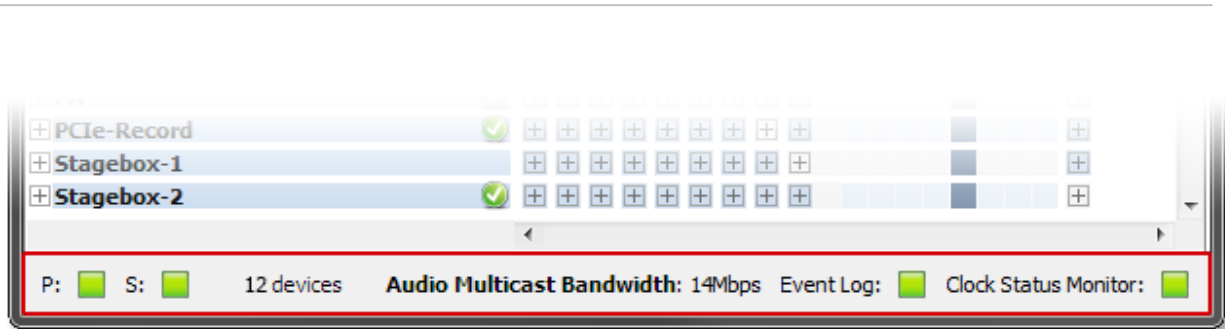 PCIe-Record
Stagebox-1
Stagebox-2
P: S: 12 devices Audio Multicast Bandwidth: 14Mbps Event Log: Clock Status Monitor: